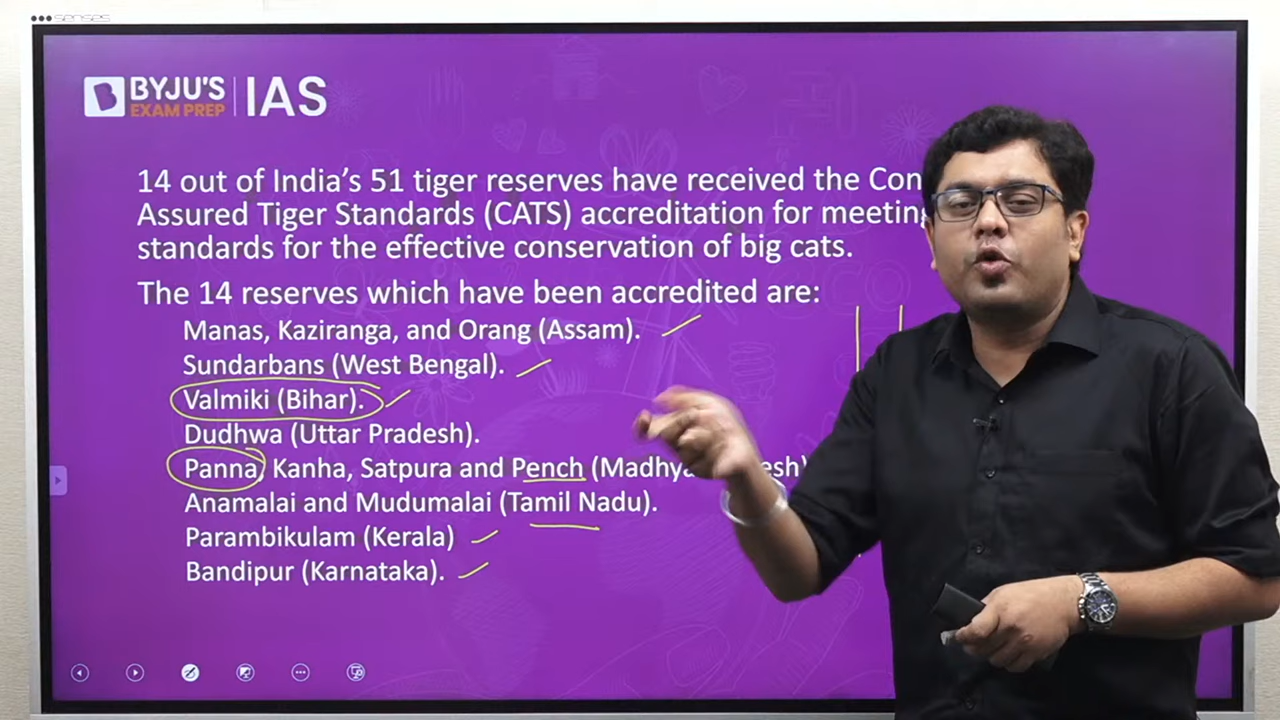 senses
BYJU'S
EXAM PREP
IAS
14 out of India's 51 tiger reserves have received the Con
Assured Tiger Standards (CATS) accreditation for meeting
standards for the effective conservation of big cats.
The 14 reserves which have been accredited are:
Manas, Kaziranga, and Orang (Assam).
Sundarbans (West Bengal).
Valmiki (Bihar).
Dudhwa (Uttar Pradesh).
Panna, Kanha, Satpura and Pench (Madhya esh)
Anamalai and Mudumalai (Tamil Nadu).
Parambikulam (Kerala)
Bandipur (Karnataka).